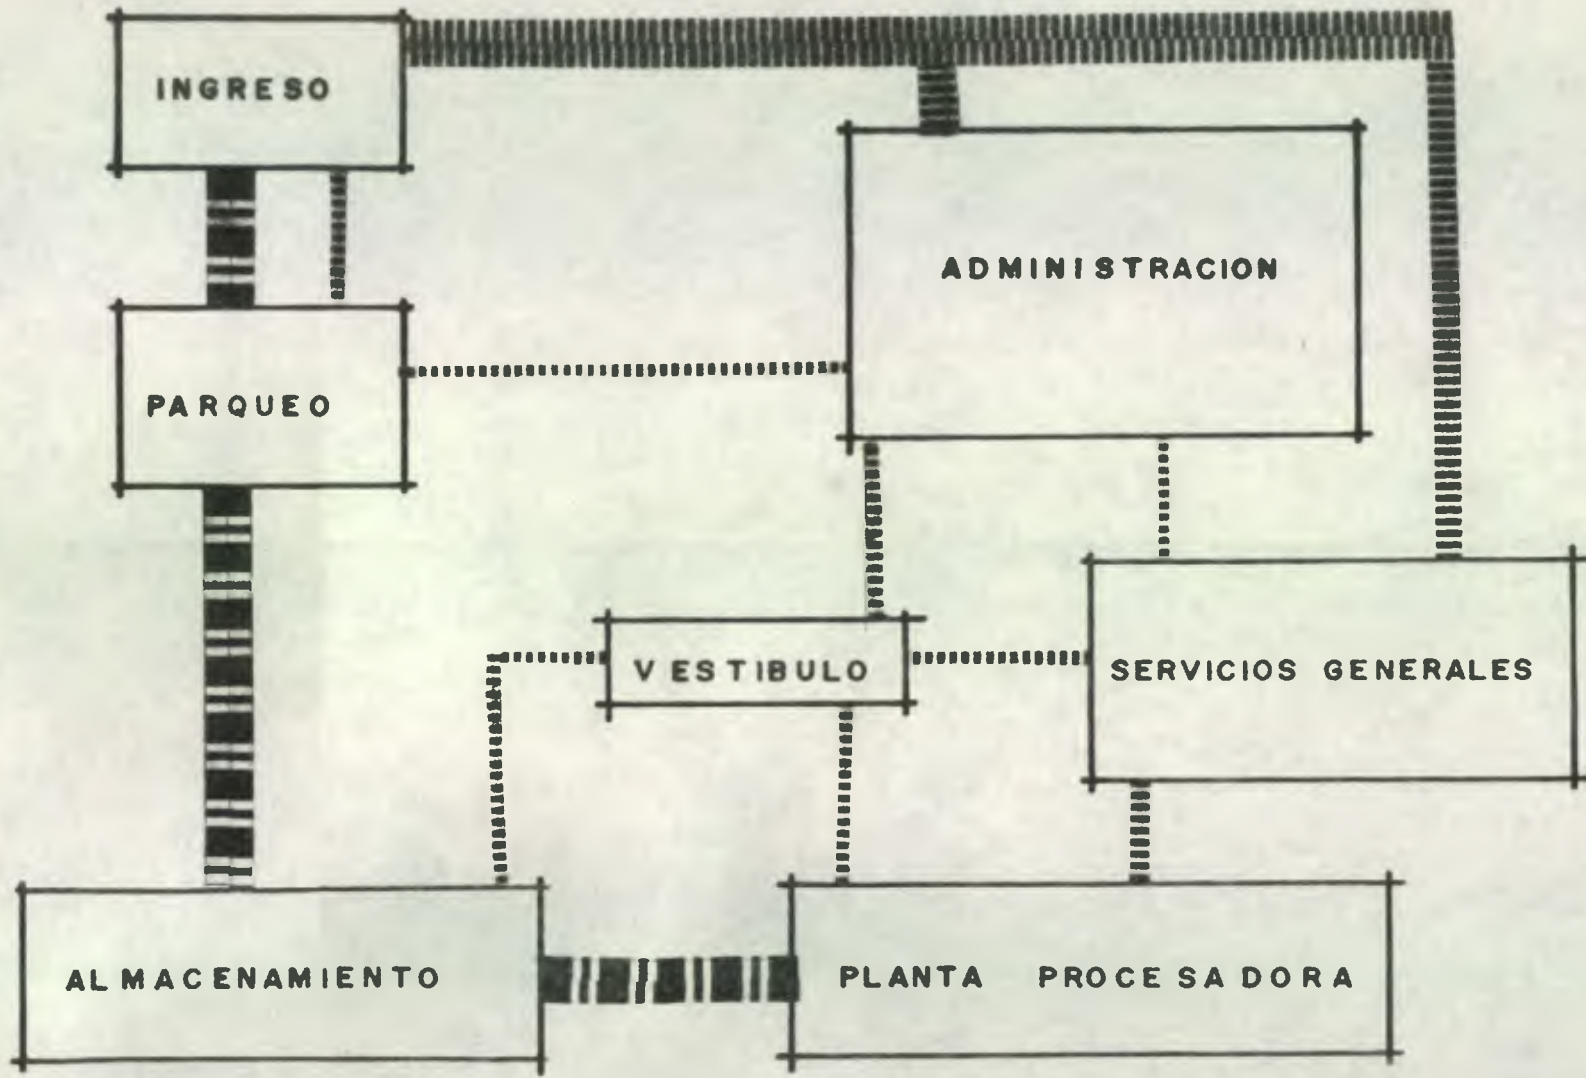 INGRESO
ADMINISTRACION
PARQUEO
VESTIBULO
SERVICIOS GENERALES
ALMACENAMIENTO
PLANTA PROCESADORA